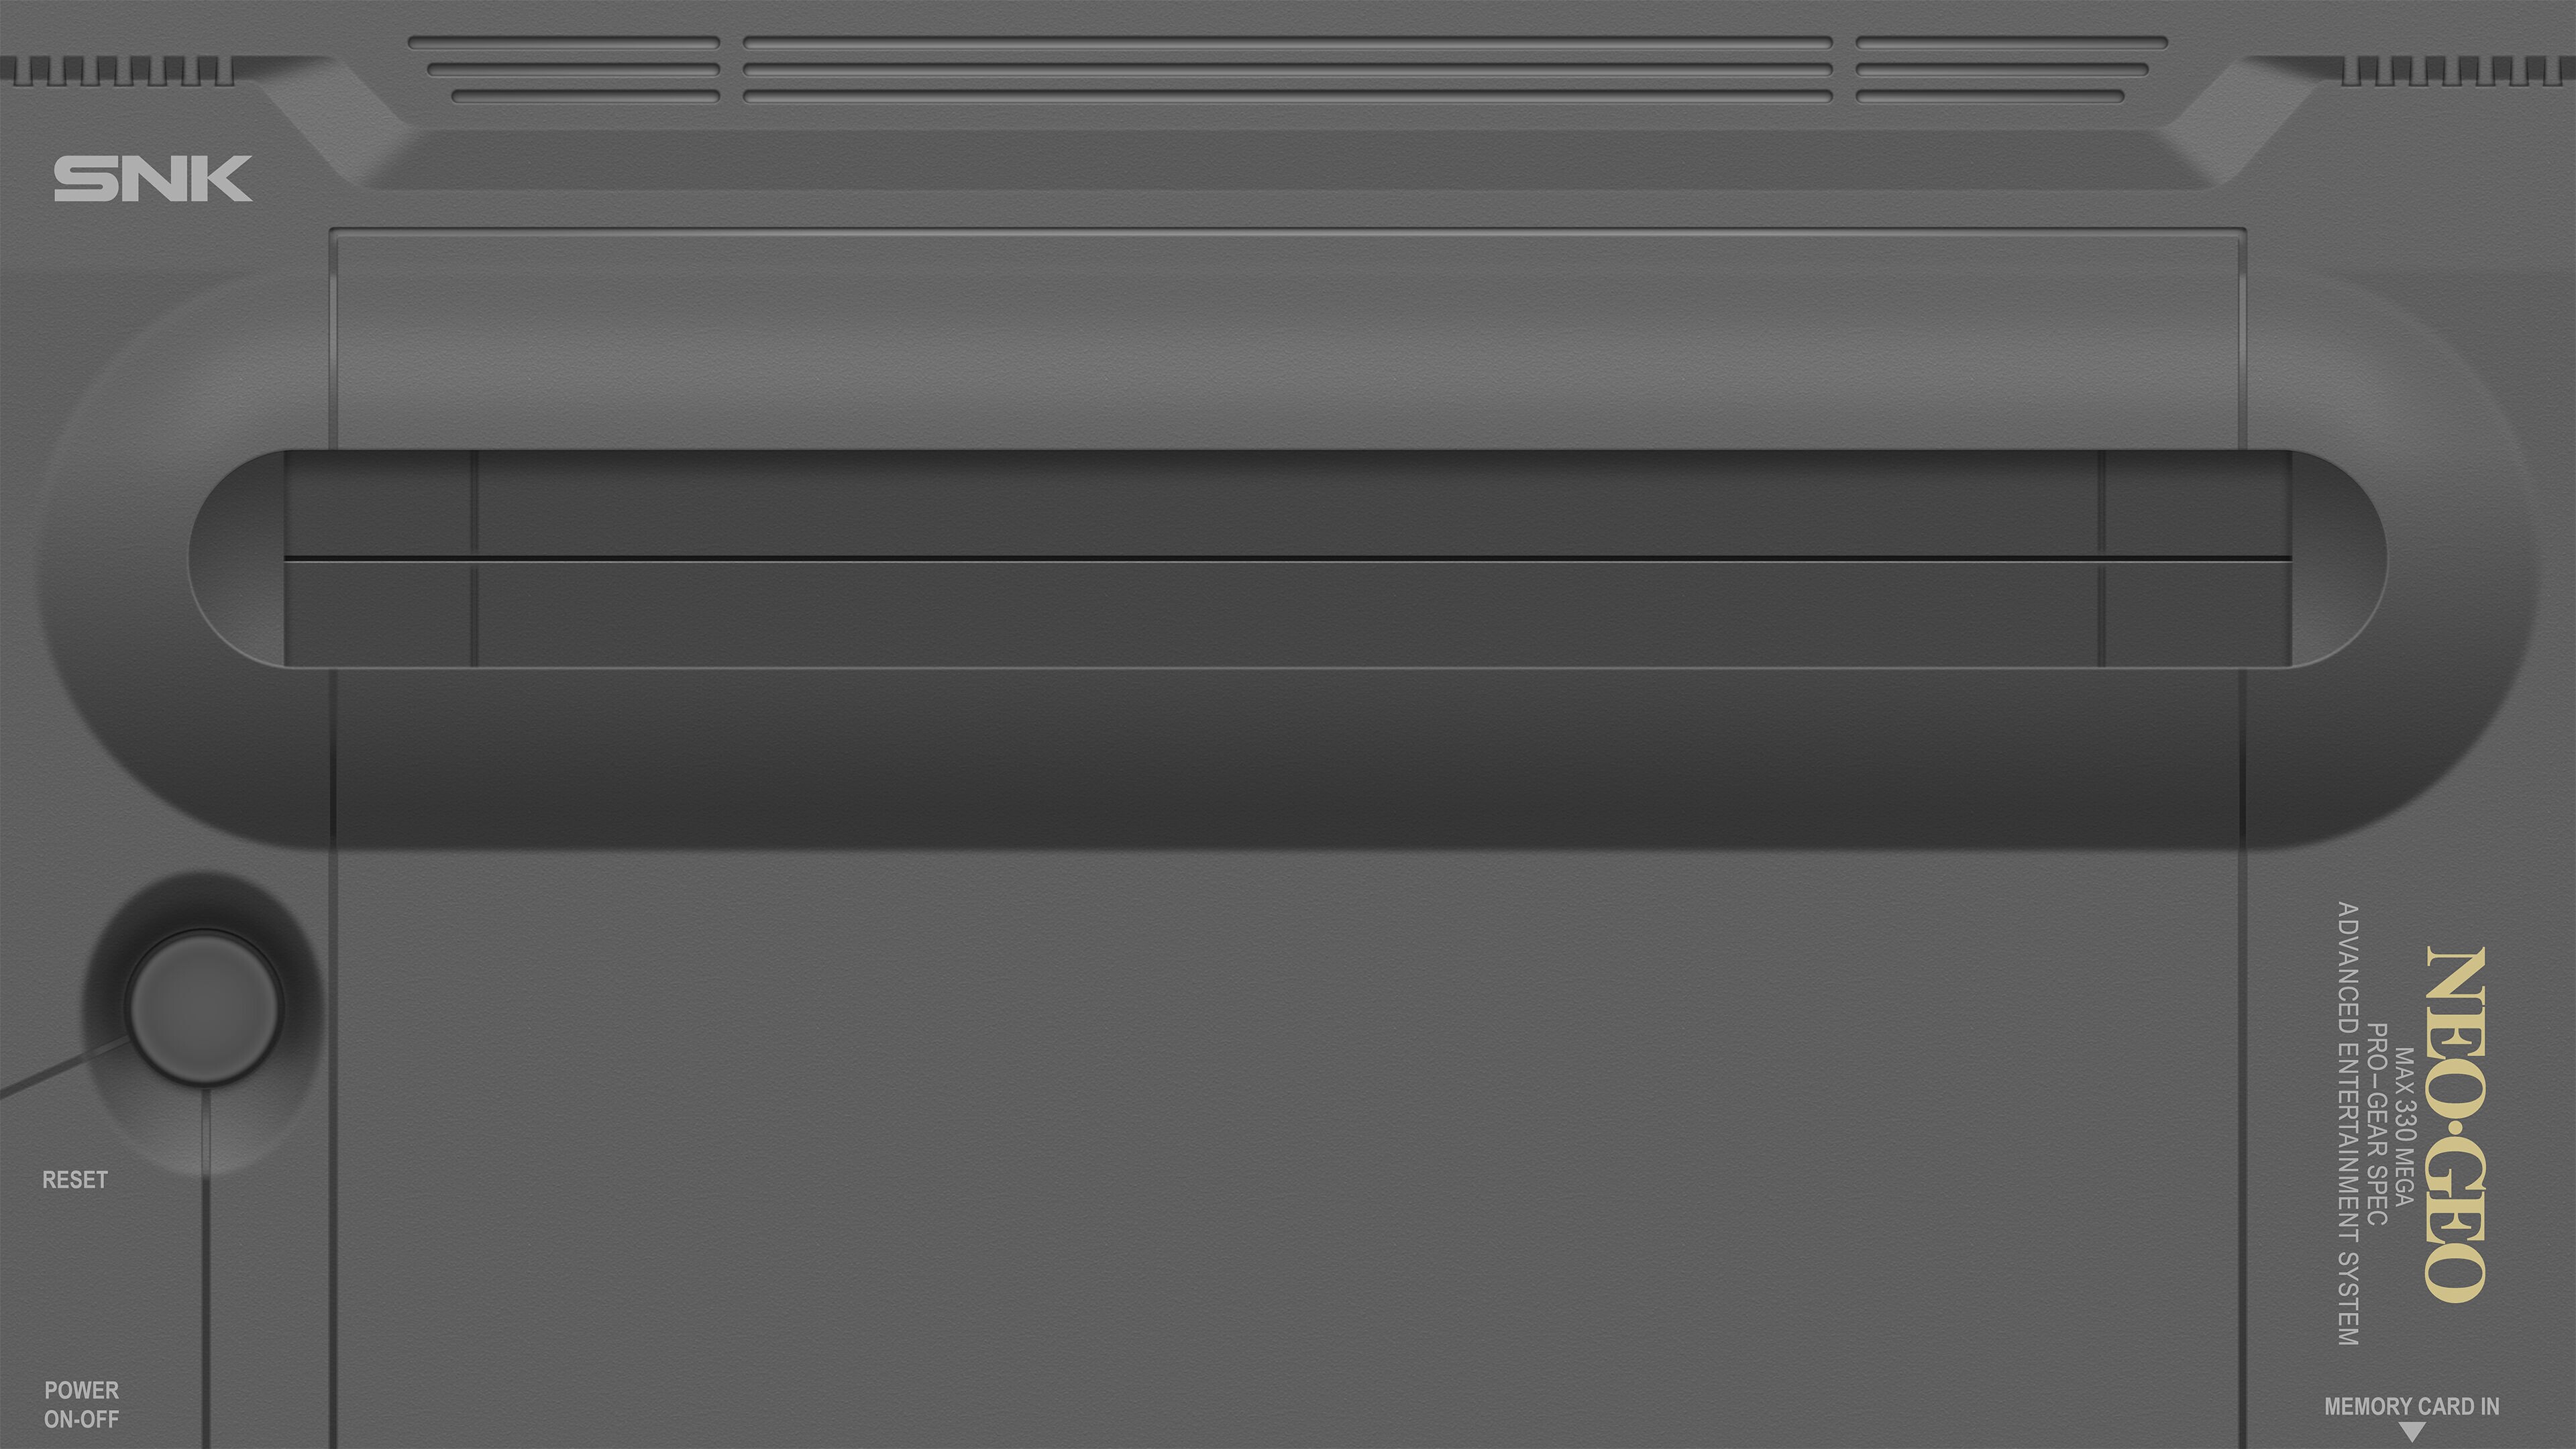 SNK
NEO•GEO
MAX 330 MEGA
PRO-GEAR SPEC
ADVANCED ENTERTAINMENT SYSTEM
RESET
POWER
ON-OFF
MEMORY CARD IN